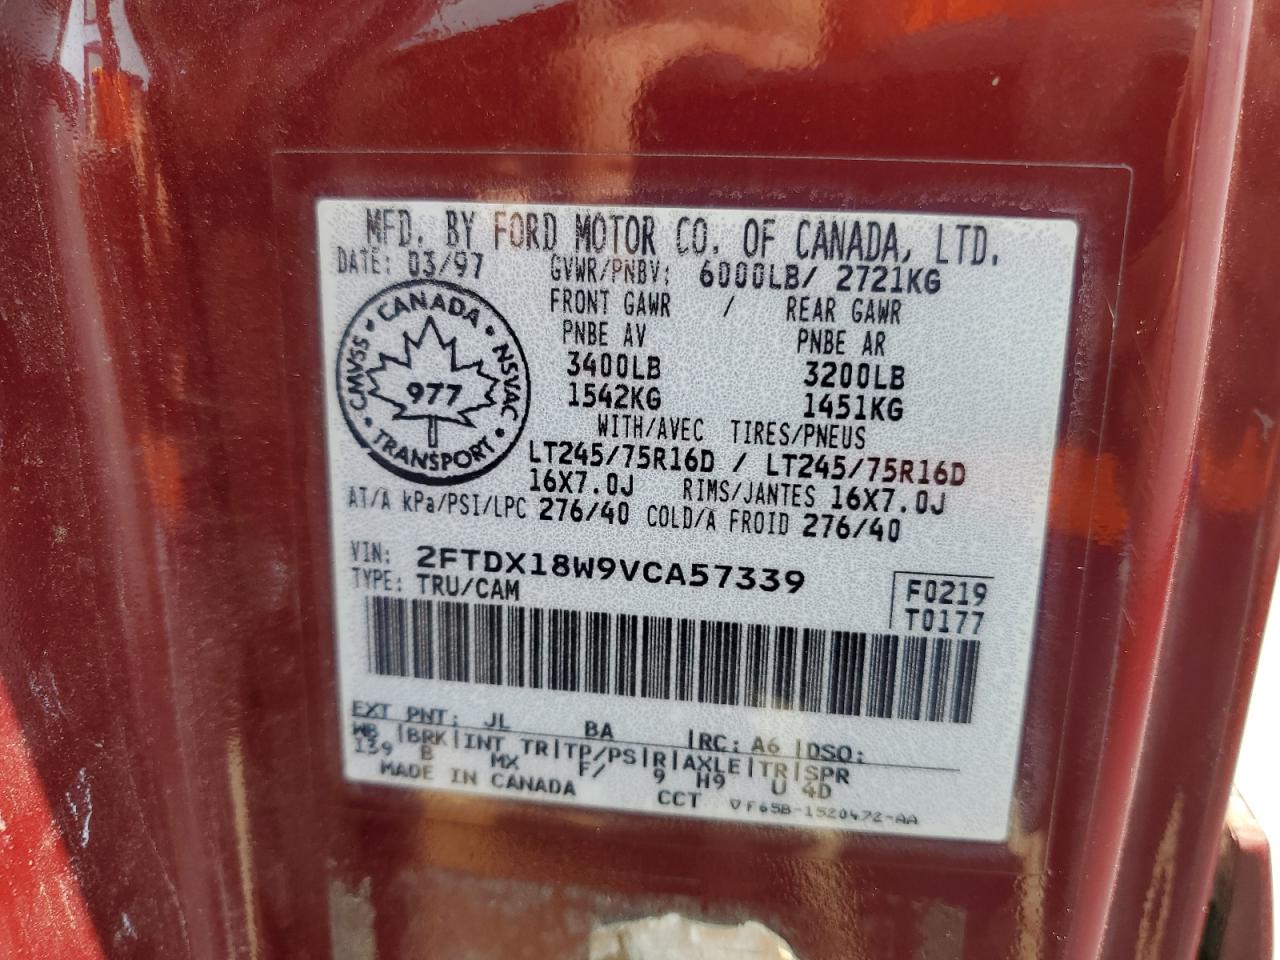 MFD. BY FORD MOTOR CO. OF CANADA, LTD.
DATE: 03/97 GVWR/PNBV: 6000LB/ 2721KG
FRONT GAWR / REAR GAWR
PNBE AV PNBE AR
3400LB 3200LB
1542KG 1451KG
WITH/AVEC TIRES/PNEUS
LT245/75R16D / LT245/75R16D
16X7.0J RIMS/JANTES 16X7.0J
AT/A kPa/PSI/LPC 276/40 COLD/A FROID 276/40
CANADA
CMVSS NSVAC
977
TRANSPORT
VIN: 2FTDX18W9VCA57339
TYPE: TRU/CAM
F0219
T0177
EXT PNT: JL BA |RC: A6 |DSO:
WB |BRK|INT TR|TP/PS|R|AXLE|TR|SPR
139 B MX F/ 9 H9 U 4D
MADE IN CANADA CCT F65B-1520472-AA